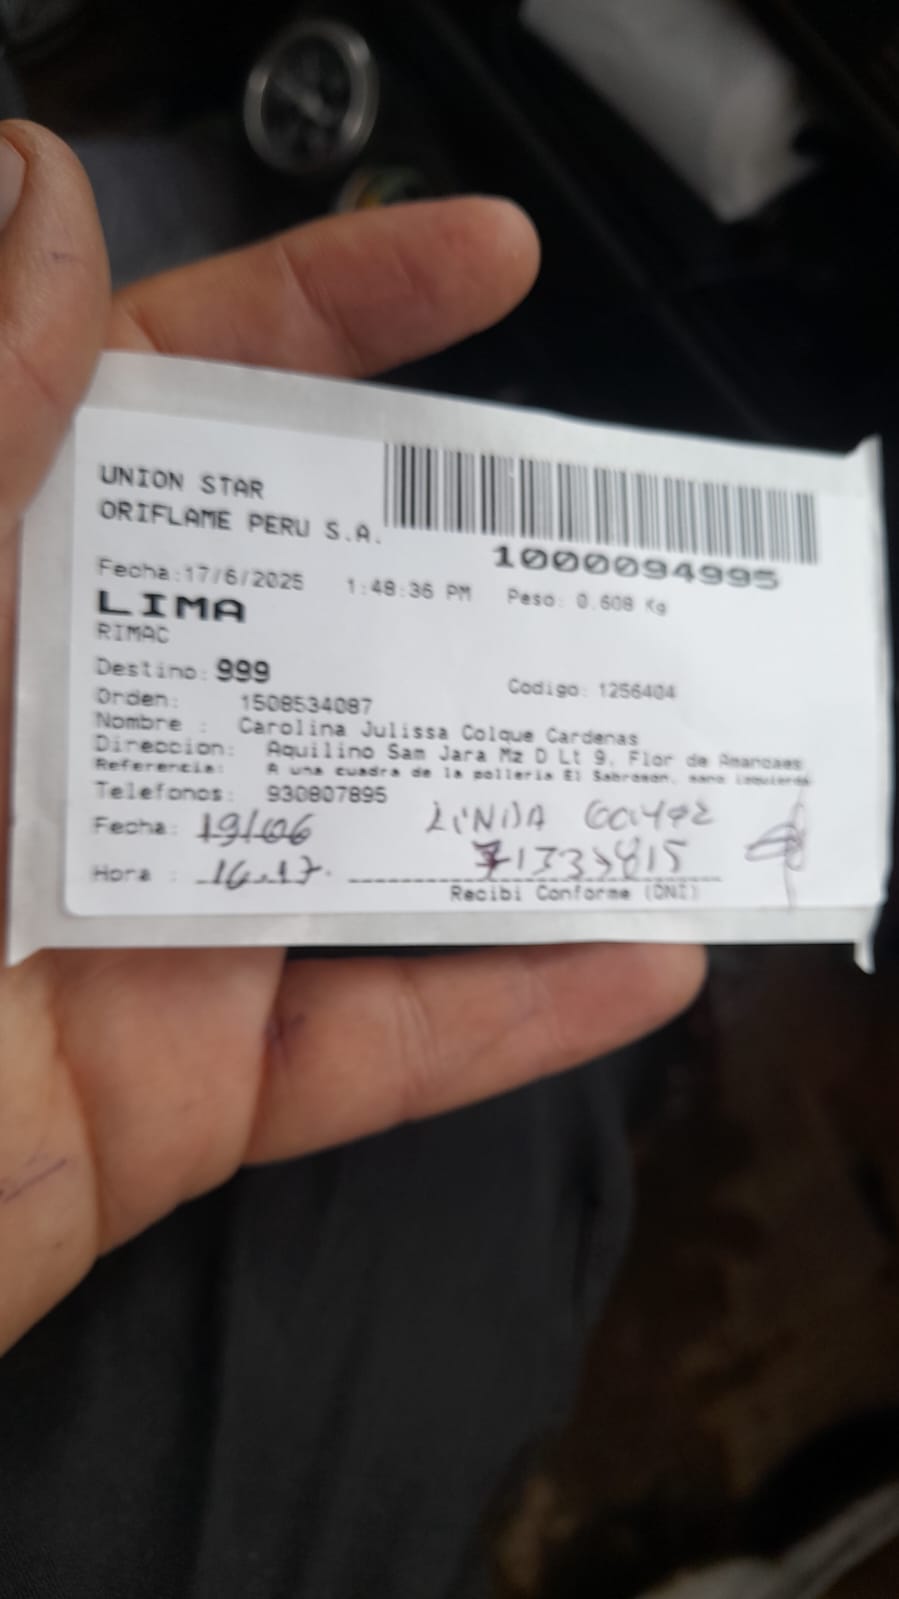 UNION STAR
ORIFLAME PERU S.A.
1000094995
Fecha:17/6/2025 1:48:36 PM Peso: 0.608 Kg
LIMA
RIMAC
Destino: 999
Codigo: 1256404
Orden: 1508534087
Nombre : Carolina Julissa Colque Cardenas
Direccion: Aquilino Sam Jara Mz D Lt 9, Flor de Amancaes
Referencia: A una cuadra de la polleria El Sabroson, mano izquierda
Telefonos: 930807895
Fecha: 19/06 LINDA
Hora : 16.17.
Recibi Conforme (DNI)